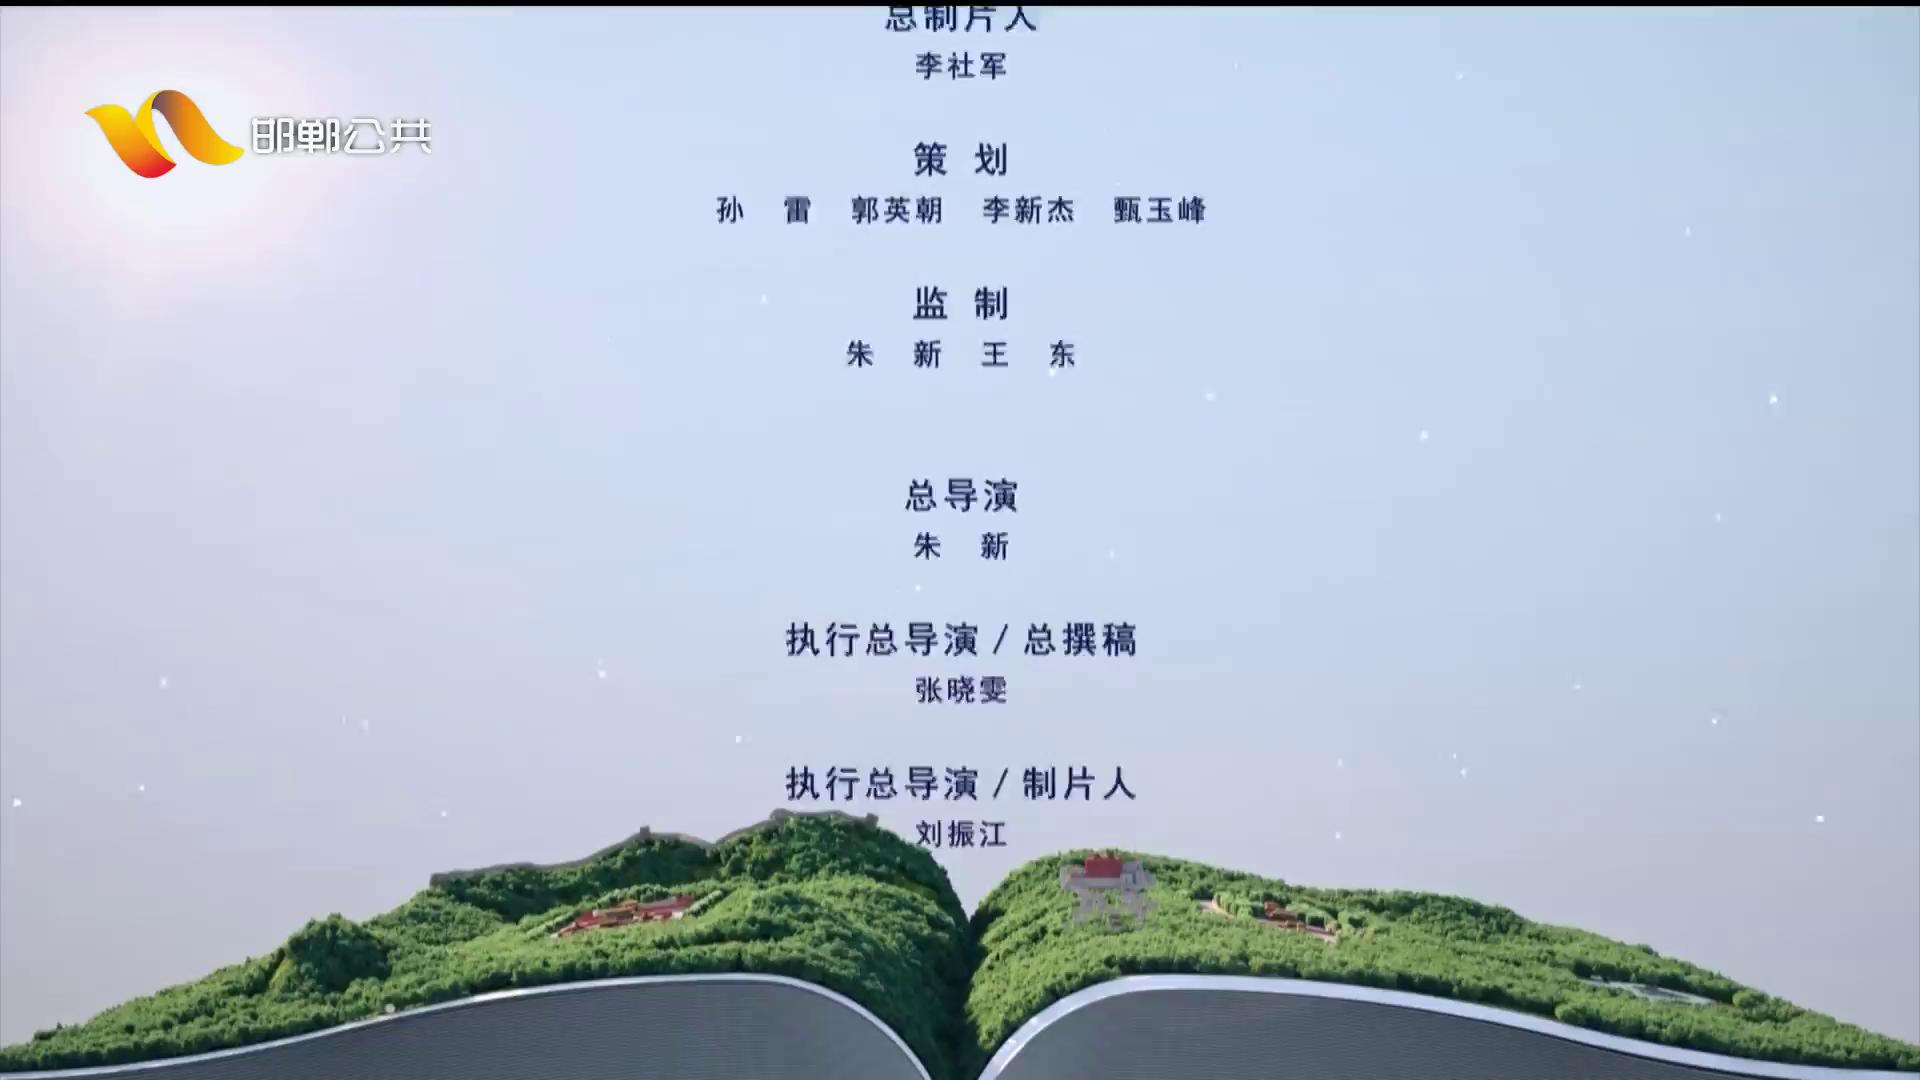 总制片人
李社军
邯郸公共
策 划
孙 雷 郭英朝 李新杰 甄玉峰
监 制
朱 新 王 东
总导演
朱 新
执行总导演 / 总撰稿
张晓雯
执行总导演 / 制片人
刘振江